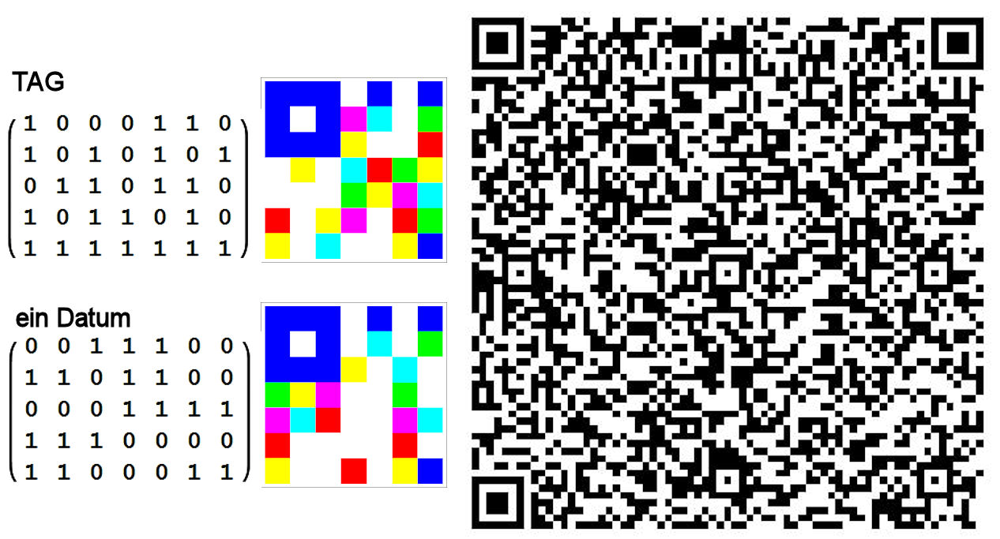 TAG
1 0 0 0 1 1 0
1 0 1 0 1 0 1
0 1 1 0 1 1 0
1 0 1 1 0 1 0
1 1 1 1 1 1 1
ein Datum
0 0 1 1 1 0 0
1 1 0 1 1 0 0
0 0 0 1 1 1 1
1 1 1 0 0 0 0
1 1 0 0 0 1 1